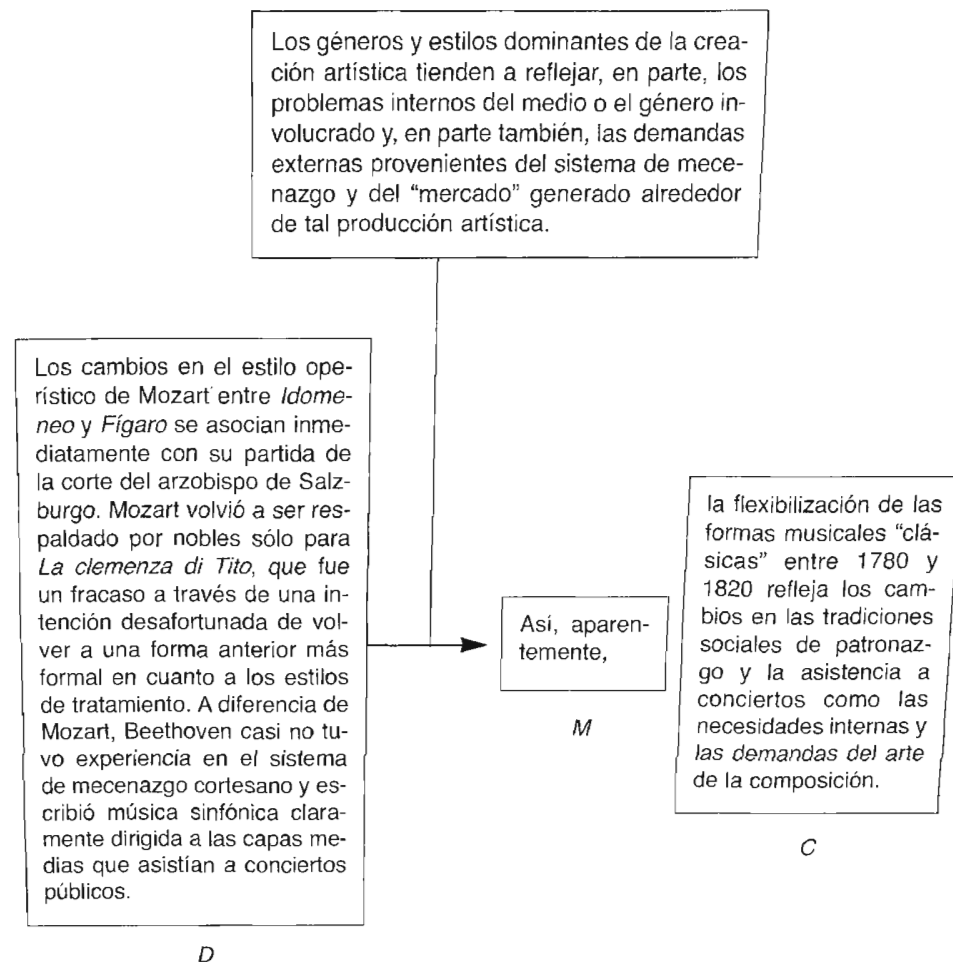 Los géneros y estilos dominantes de la crea-
ción artística tienden a reflejar, en parte, los
problemas internos del medio o el género in-
volucrado y, en parte también, las demandas
externas provenientes del sistema de mece-
nazgo y del “mercado” generado alrededor
de tal producción artística.
Los cambios en el estilo ope-
rístico de Mozart entre Idome-
neo y Fígaro se asocian inme-
diatamente con su partida de
la corte del arzobispo de Salz-
burgo. Mozart volvió a ser res-
paldado por nobles sólo para
La clemenza di Tito, que fue
un fracaso a través de una in-
tención desafortunada de vol-
ver a una forma anterior más
formal en cuanto a los estilos
de tratamiento. A diferencia de
Mozart, Beethoven casi no tu-
vo experiencia en el sistema
de mecenazgo cortesano y es-
cribió música sinfónica clara-
mente dirigida a las capas me-
dias que asistían a conciertos
públicos.
D
Así, aparen-
temente,
M
la flexibilización de las
formas musicales “clá-
sicas” entre 1780 y
1820 refleja los cam-
bios en las tradiciones
sociales de patronaz-
go y la asistencia a
conciertos como las
necesidades internas y
las demandas del arte
de la composición.
C